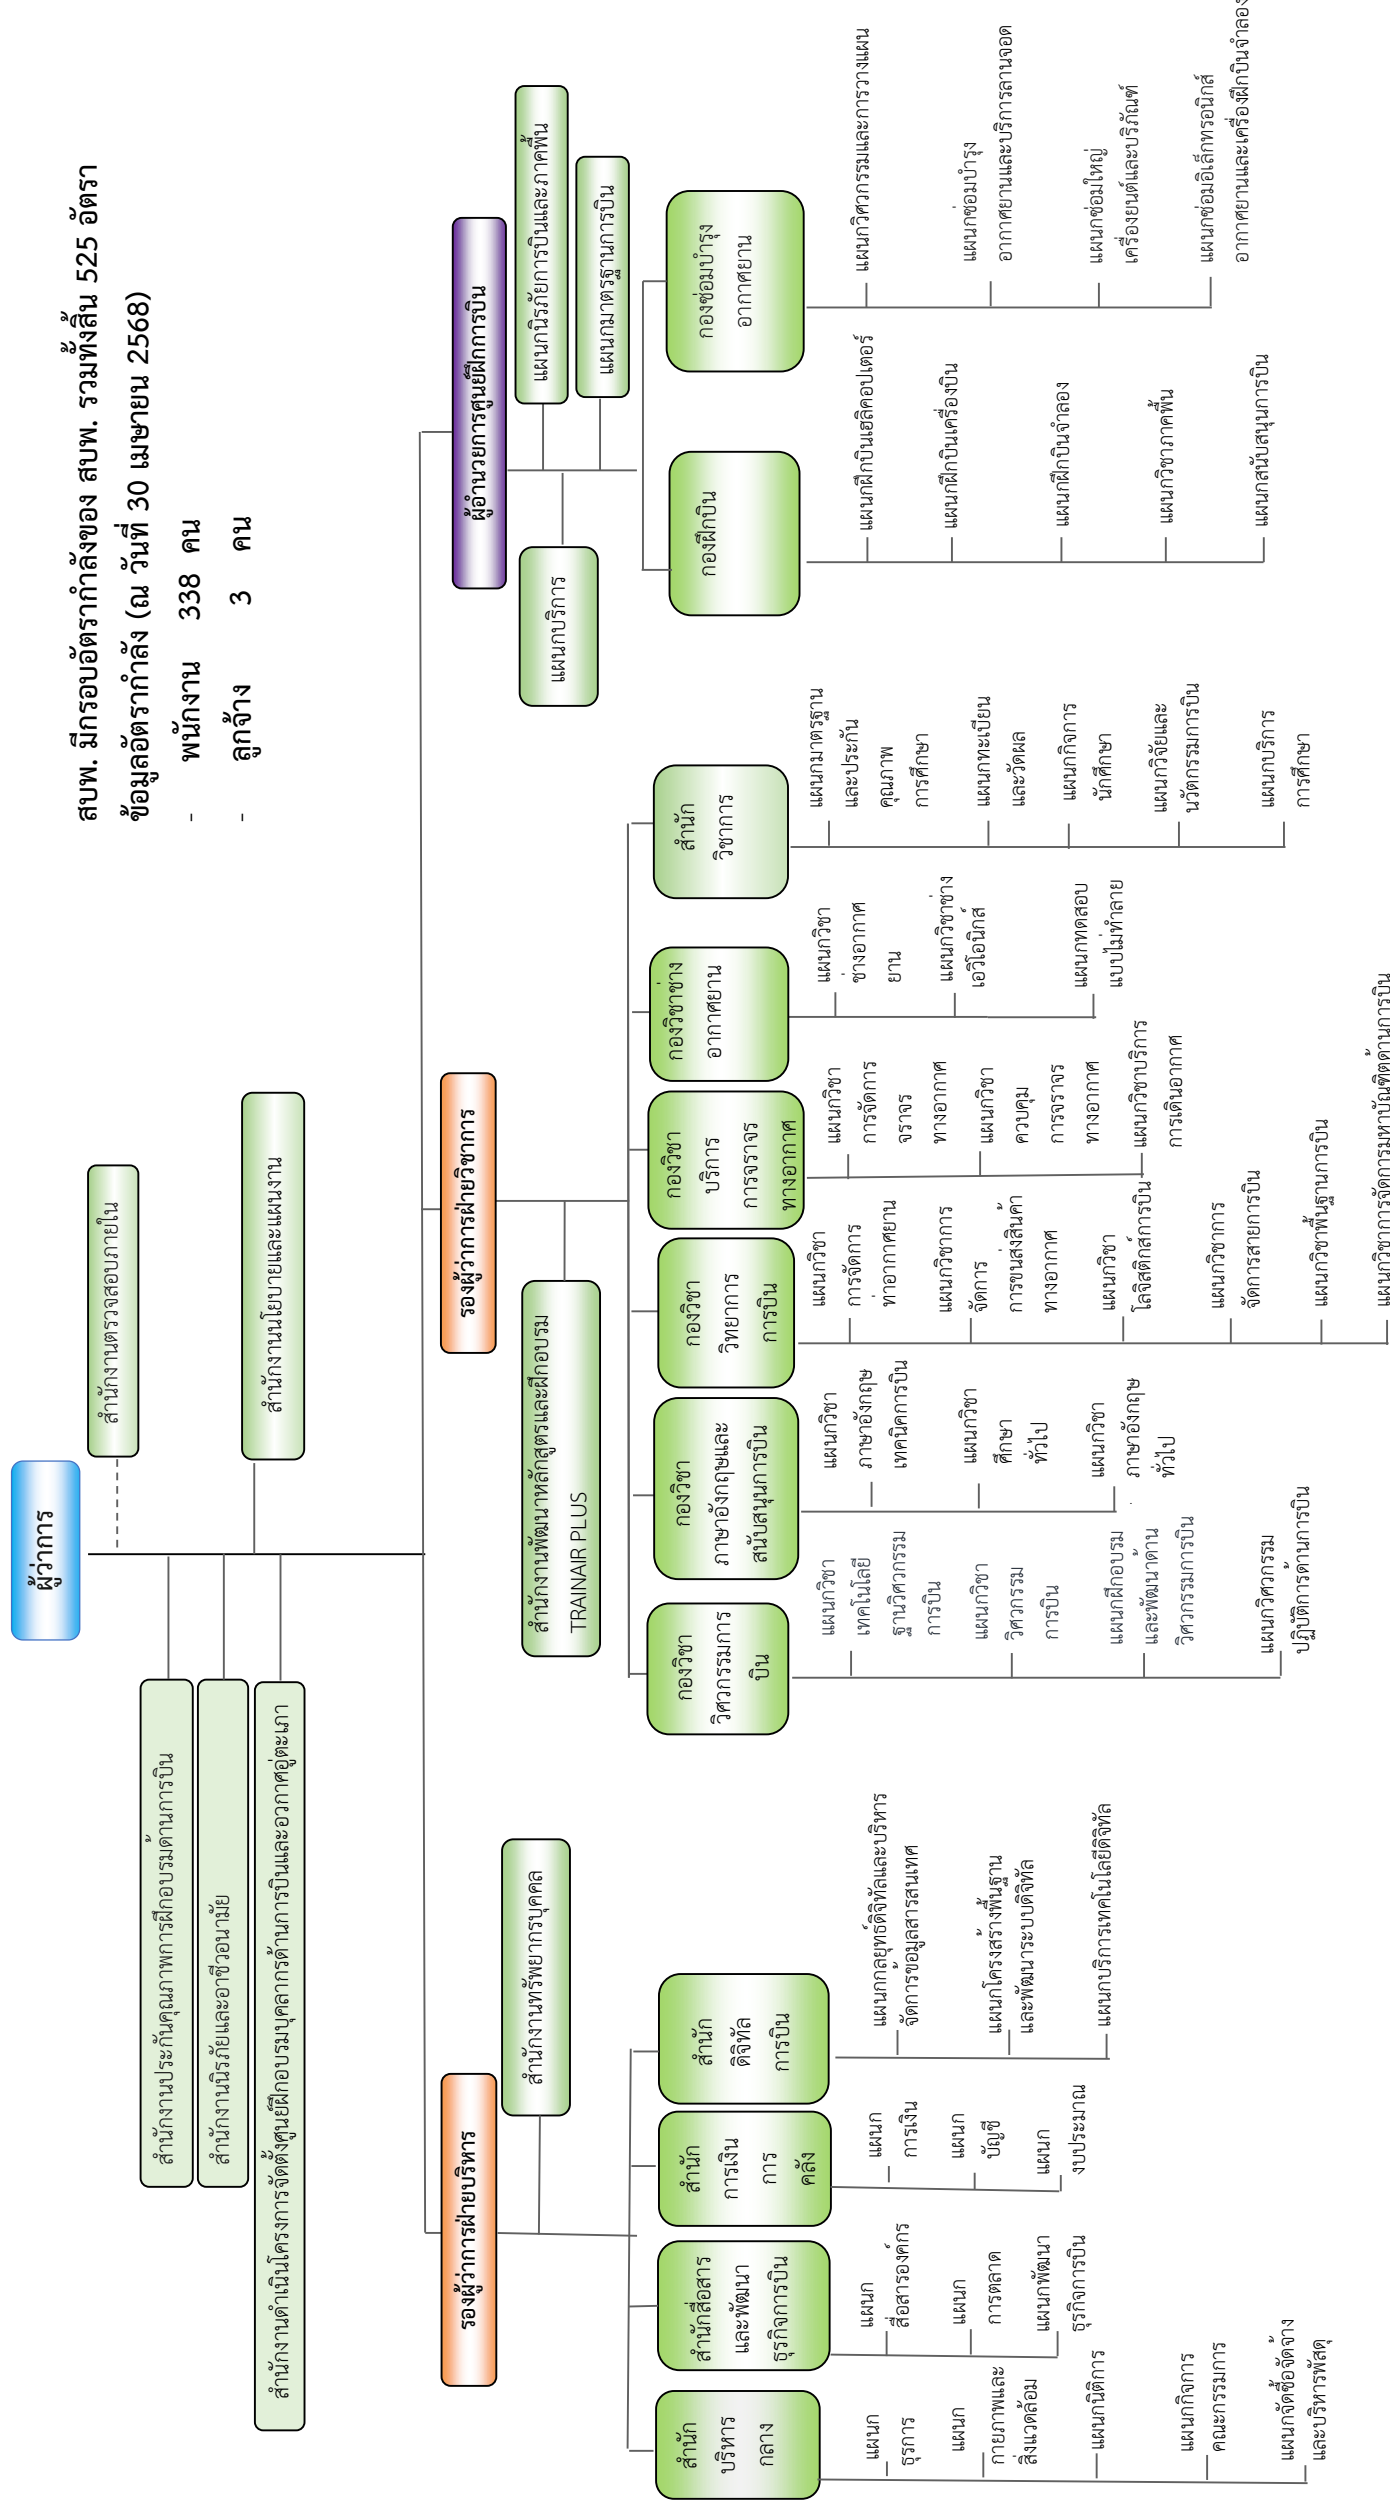 สบพ. มีกรอบอัตรากำลังของ สบพ. รวมทั้งสิ้น 525 อัตรา
ข้อมูลอัตรากำลัง (ณ วันที่ 30 เมษายน 2568)
- พนักงาน 338 คน
- ลูกจ้าง 3 คน
ผู้ว่าการ
สำนักงานตรวจสอบภายใน
สำนักงานประกันคุณภาพการฝึกอบรมด้านการบิน
สำนักงานนิรภัยและอาชีวอนามัย
สำนักงานนโยบายและแผนงาน
สำนักงานดำเนินโครงการจัดตั้งศูนย์ฝึกอบรมบุคลากรด้านการบินและอวกาศอู่ตะเภา
รองผู้ว่าการฝ่ายบริหาร
สำนักงานทรัพยากรบุคคล
สำนัก
บริหาร
กลาง
แผนก
ธุรการ
แผนก
กายภาพและ
สิ่งแวดล้อม
แผนกนิติการ
แผนกกิจการ
คณะกรรมการ
แผนกจัดซื้อจัดจ้าง
และบริหารพัสดุ
สำนักสื่อสาร
และพัฒนา
ธุรกิจการบิน
แผนก
สื่อสารองค์กร
แผนก
การตลาด
แผนกพัฒนา
ธุรกิจการบิน
สำนัก
การเงิน
การ
คลัง
แผนก
การเงิน
แผนก
บัญชี
แผนก
งบประมาณ
สำนัก
ดิจิทัล
การบิน
แผนกกลยุทธ์ดิจิทัลและบริหาร
จัดการข้อมูลสารสนเทศ
แผนกโครงสร้างพื้นฐาน
และพัฒนาระบบดิจิทัล
แผนกบริการเทคโนโลยีดิจิทัล
รองผู้ว่าการฝ่ายวิชาการ
สำนักงานพัฒนาหลักสูตรและฝึกอบรม
TRAINAIR PLUS
กองวิชา
วิศวกรรมการ
บิน
แผนกวิชา
เทคโนโลยี
ฐานวิศวกรรม
การบิน
แผนกวิชา
วิศวกรรม
การบิน
แผนกฝึกอบรม
และพัฒนาด้าน
วิศวกรรมการบิน
แผนกวิศวกรรม
ปฏิบัติการด้านการบิน
กองวิชา
ภาษาอังกฤษและ
สนับสนุนการบิน
แผนกวิชา
ภาษาอังกฤษ
เทคนิคการบิน
แผนกวิชา
ศึกษา
ทั่วไป
แผนกวิชา
ภาษาอังกฤษ
ทั่วไป
กองวิชา
วิทยาการ
การบิน
แผนกวิชา
การจัดการ
ท่าอากาศยาน
แผนกวิชาการ
จัดการ
การขนส่งสินค้า
ทางอากาศ
แผนกวิชา
โลจิสติกส์การบิน
แผนกวิชาการ
จัดการสายการบิน
แผนกวิชาพื้นฐานการบิน
แผนกวิชาการจัดการมหาบัณฑิตด้านการบิน
กองวิชา
บริการ
การจราจร
ทางอากาศ
แผนกวิชา
การจัดการ
จราจร
ทางอากาศ
แผนกวิชา
ควบคุม
การจราจร
ทางอากาศ
แผนกวิชาบริการ
การเดินอากาศ
กองวิชาช่าง
อากาศยาน
แผนกวิชา
ช่างอากาศ
ยาน
แผนกวิชาช่าง
เอวิโอนิกส์
แผนกทดสอบ
แบบไม่ทำลาย
สำนัก
วิชาการ
แผนกมาตรฐาน
และประกัน
คุณภาพ
การศึกษา
แผนกทะเบียน
และวัดผล
แผนกกิจการ
นักศึกษา
แผนกวิจัยและ
นวัตกรรมการบิน
แผนกบริการ
การศึกษา
ผู้อำนวยการศูนย์ฝึกการบิน
แผนกบริการ
แผนกนิรภัยการบินและภาคพื้น
แผนกมาตรฐานการบิน
กองฝึกบิน
แผนกฝึกบินเฮลิคอปเตอร์
แผนกฝึกบินเครื่องบิน
แผนกฝึกบินจำลอง
แผนกวิชาภาคพื้น
แผนกสนับสนุนการบิน
กองซ่อมบำรุง
อากาศยาน
แผนกวิศวกรรมและการวางแผน
แผนกซ่อมบำรุง
อากาศยานและบริการลานจอด
แผนกซ่อมใหญ่
เครื่องยนต์และบริภัณฑ์
แผนกซ่อมอิเล็กทรอนิกส์
อากาศยานและเครื่องฝึกบินจำลอง